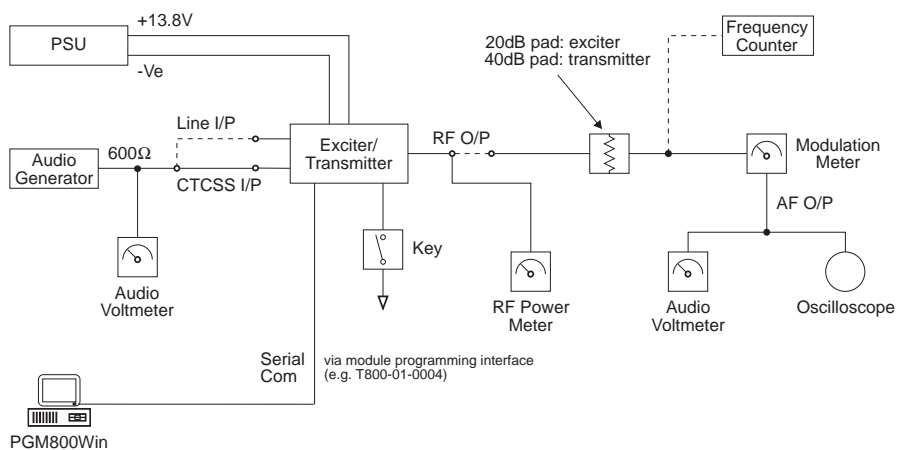 +13.8V
PSU
-Ve
20dB pad: exciter
40dB pad: transmitter
Frequency
Counter
Line I/P
Audio
Generator
600Ω
CTCSS I/P
Exciter/
Transmitter
RF O/P
Modulation
Meter
AF O/P
Key
Audio
Voltmeter
RF Power
Meter
Audio
Voltmeter
Oscilloscope
Serial
Com
via module programming interface
(e.g. T800-01-0004)
PGM800Win